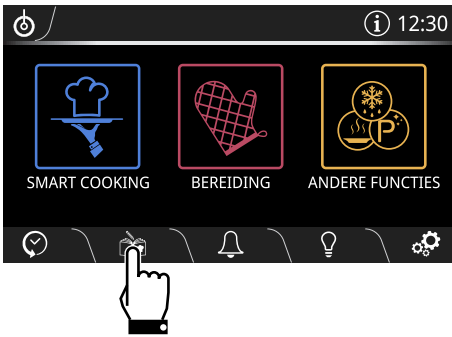 12:30
SMART COOKING
BEREIDING
ANDERE FUNCTIES
P